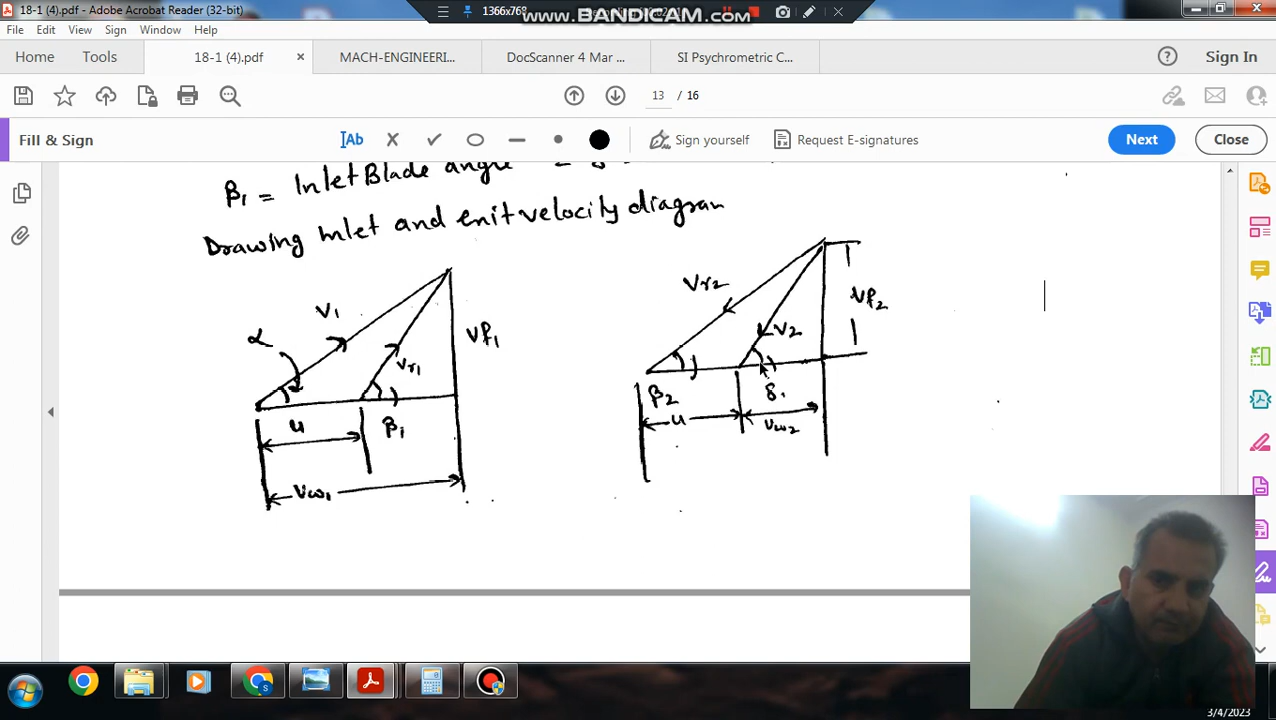 18-1 (4).pdf - Adobe Acrobat Reader (32-bit)
1366x768
www.BANDICAM.com
File Edit View Sign Window Help
Home Tools 18-1 (4).pdf × MACH-ENGINEERI... DocScanner 4 Mar ... SI Psychrometric C... Sign In
13 / 16
Fill & Sign Ab Sign yourself Request E-signatures Next Close
β1 = Inlet Blade angle =
Drawing inlet and enit velocity diagram
V1 α Vr1 Vf1
u β1
Vw1
Vr2 V2 Vf2
β2 δ1
u Vw2
3/4/2023